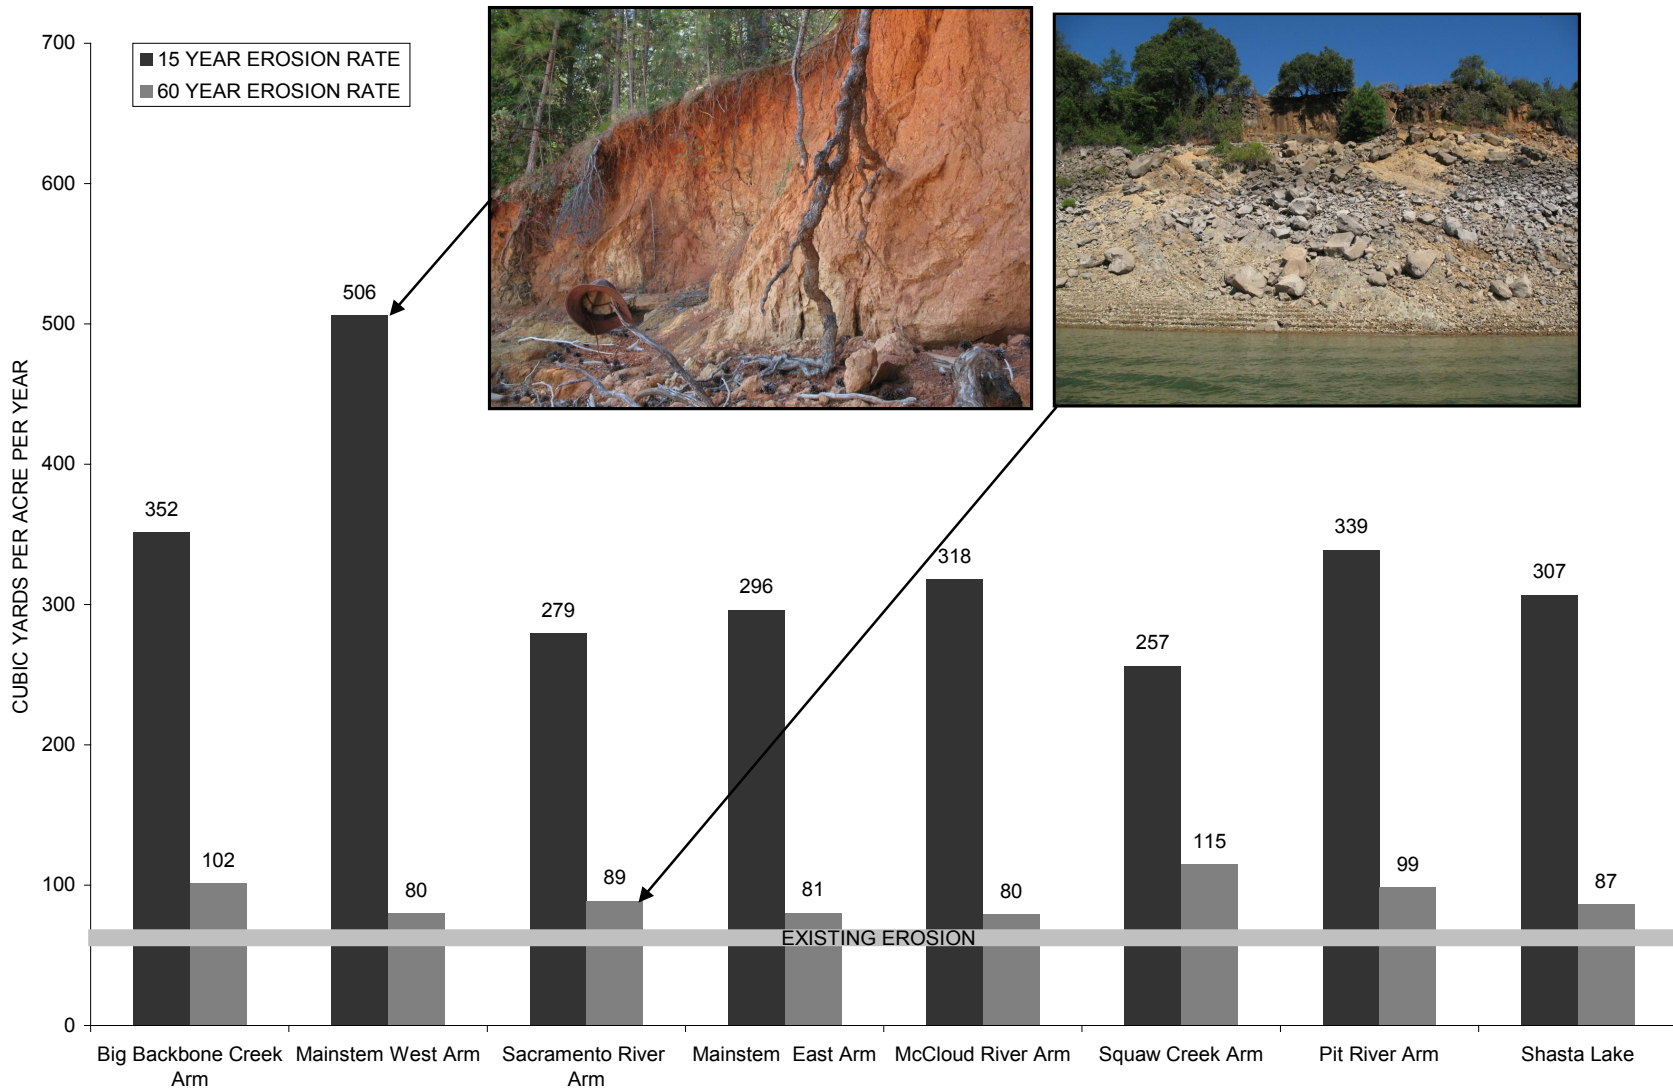 700
600
500
400
300
200
100
0
CUBIC YARDS PER ACRE PER YEAR
15 YEAR EROSION RATE
60 YEAR EROSION RATE
352
102
506
80
279
89
296
81
318
80
257
115
339
99
307
87
EXISTING EROSION
Big Backbone Creek
Arm
Mainstem West Arm
Sacramento River
Arm
Mainstem East Arm
McCloud River Arm
Squaw Creek Arm
Pit River Arm
Shasta Lake